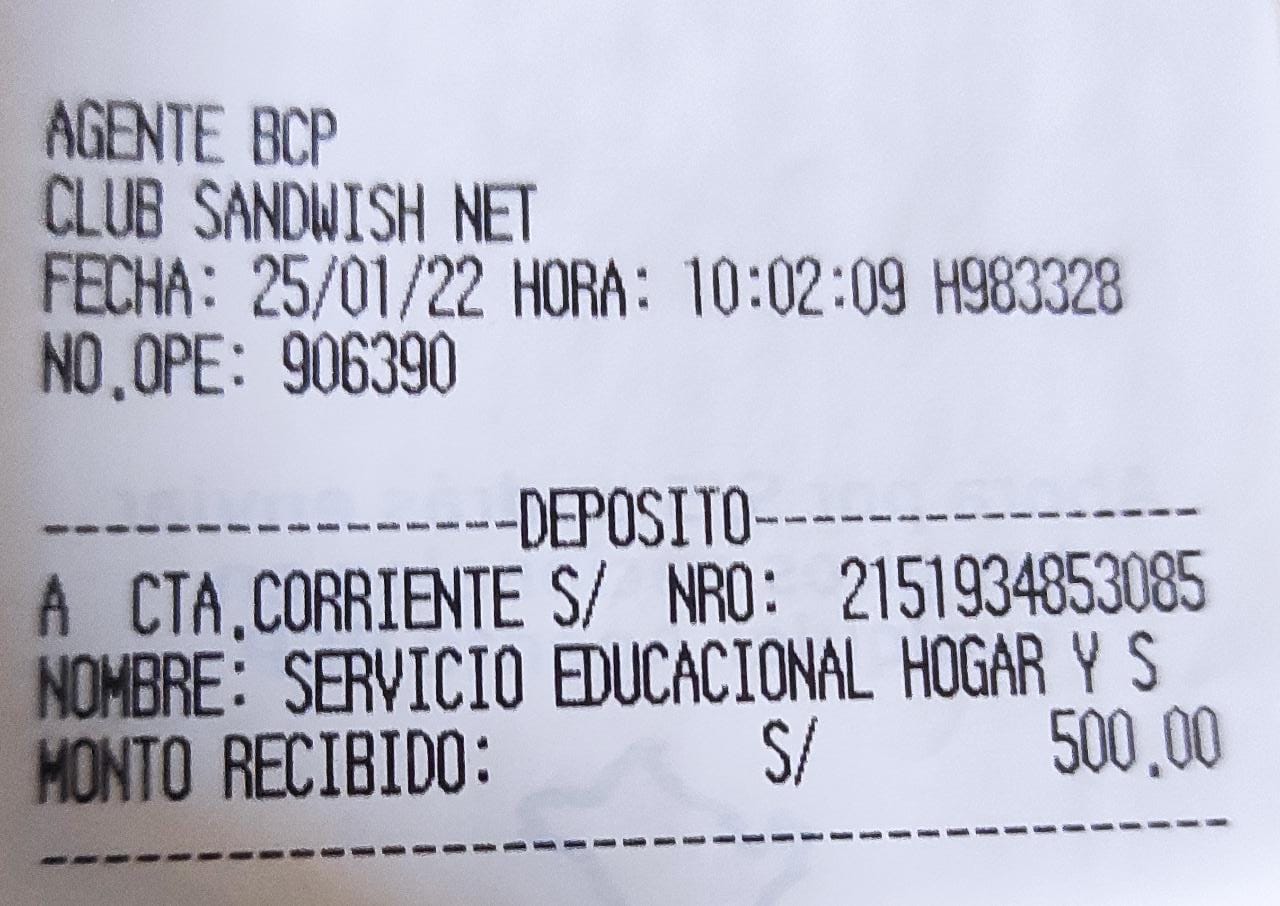 AGENTE BCP
CLUB SANDWISH NET
FECHA: 25/01/22 HORA: 10:02:09 H983328
NO.OPE: 906390
-----------------DEPOSITO----------------
A CTA.CORRIENTE S/ NRO: 2151934853085
NOMBRE: SERVICIO EDUCACIONAL HOGAR Y S
MONTO RECIBIDO: S/ 500.00
------------------------------------------